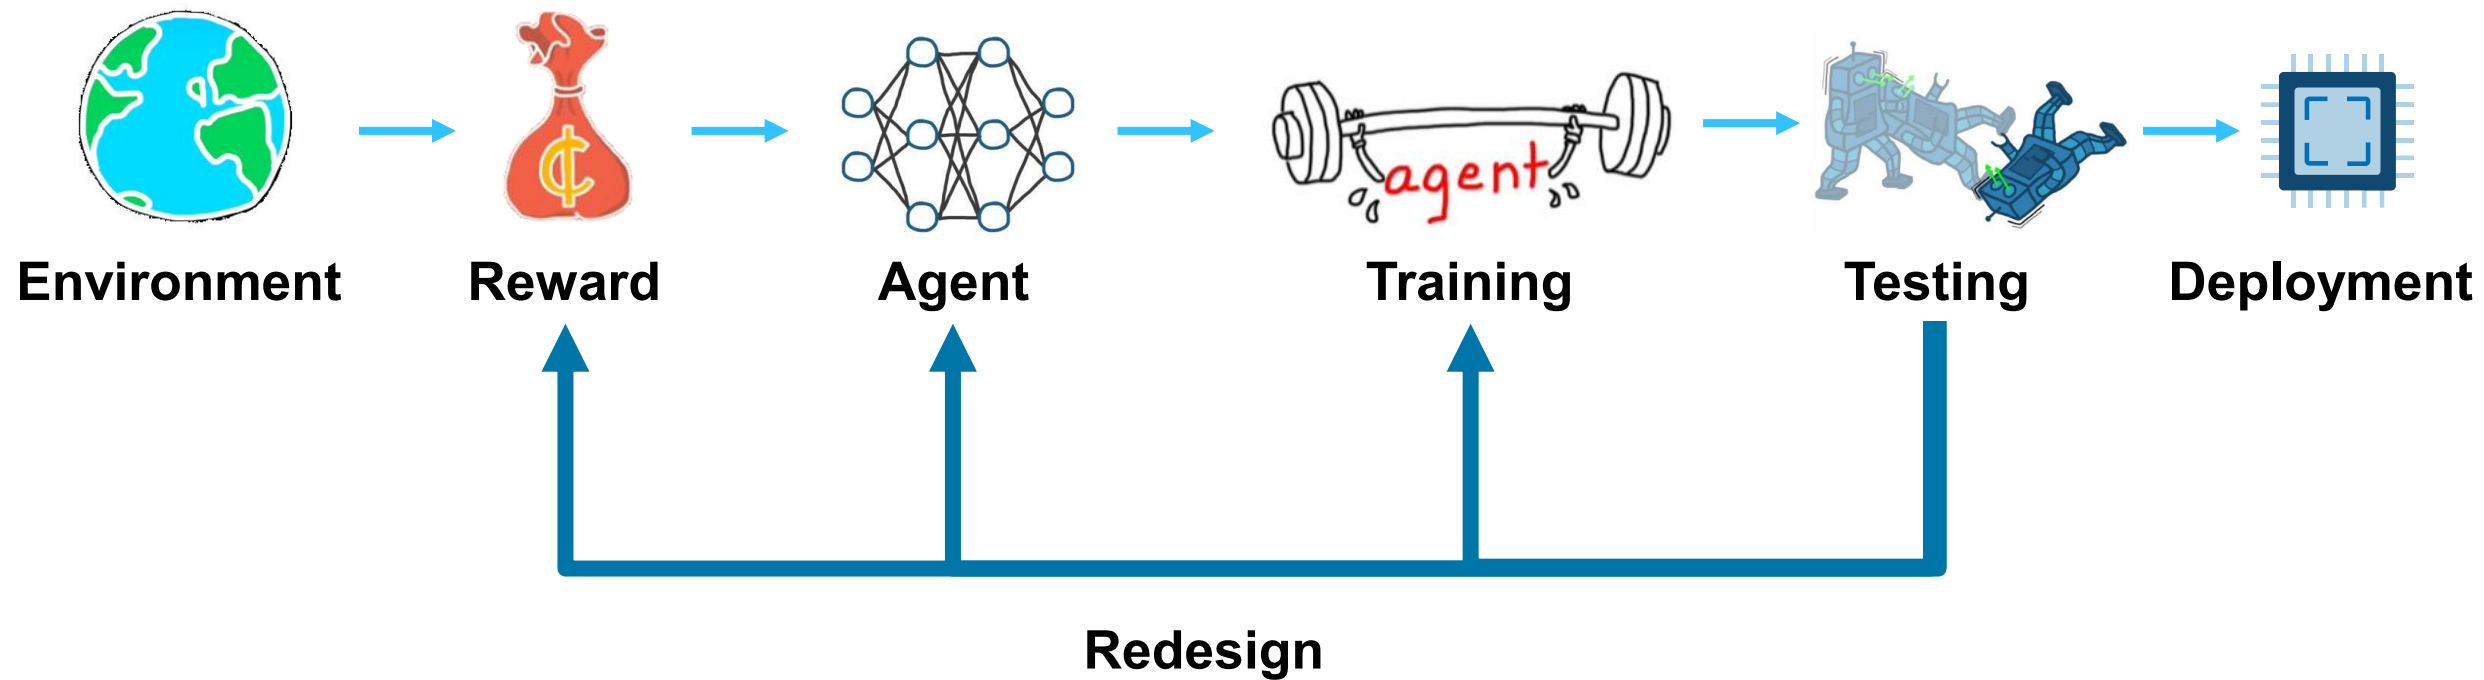 agent
Environment
Reward
Agent
Training
Testing
Deployment
Redesign